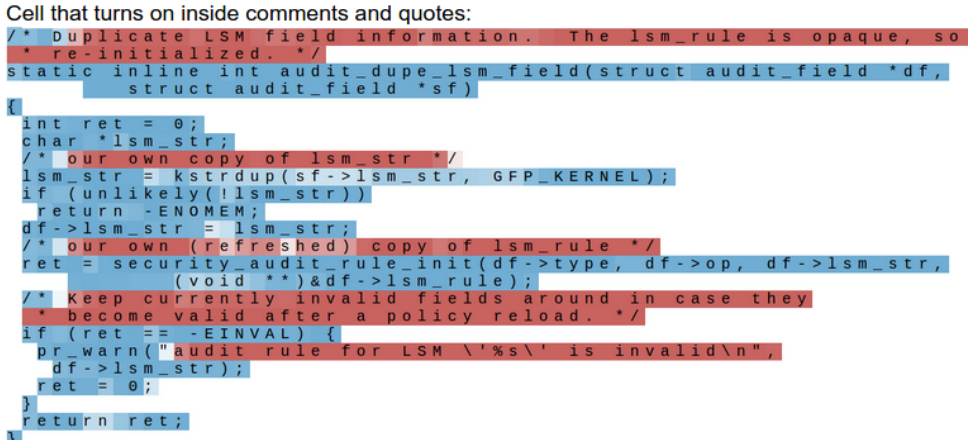 Cell that turns on inside comments and quotes:
/* Duplicate LSM field information.  The lsm_rule is opaque, so
 * re-initialized. */
static inline int audit_dupe_lsm_field(struct audit_field *df,
          struct audit_field *sf)
{
  int ret = 0;
  char *lsm_str;
  /* our own copy of lsm_str */
  lsm_str = kstrdup(sf->lsm_str, GFP_KERNEL);
  if (unlikely(!lsm_str))
    return -ENOMEM;
  df->lsm_str = lsm_str;
  /* our own (refreshed) copy of lsm_rule */
  ret = security_audit_rule_init(df->type, df->op, df->lsm_str,
                      (void **)&df->lsm_rule);
  /* Keep currently invalid fields around in case they
   * become valid after a policy reload. */
  if (ret == -EINVAL) {
    pr_warn("audit rule for LSM \'%s\' is invalid\n",
      df->lsm_str);
    ret = 0;
  }
  return ret;
}